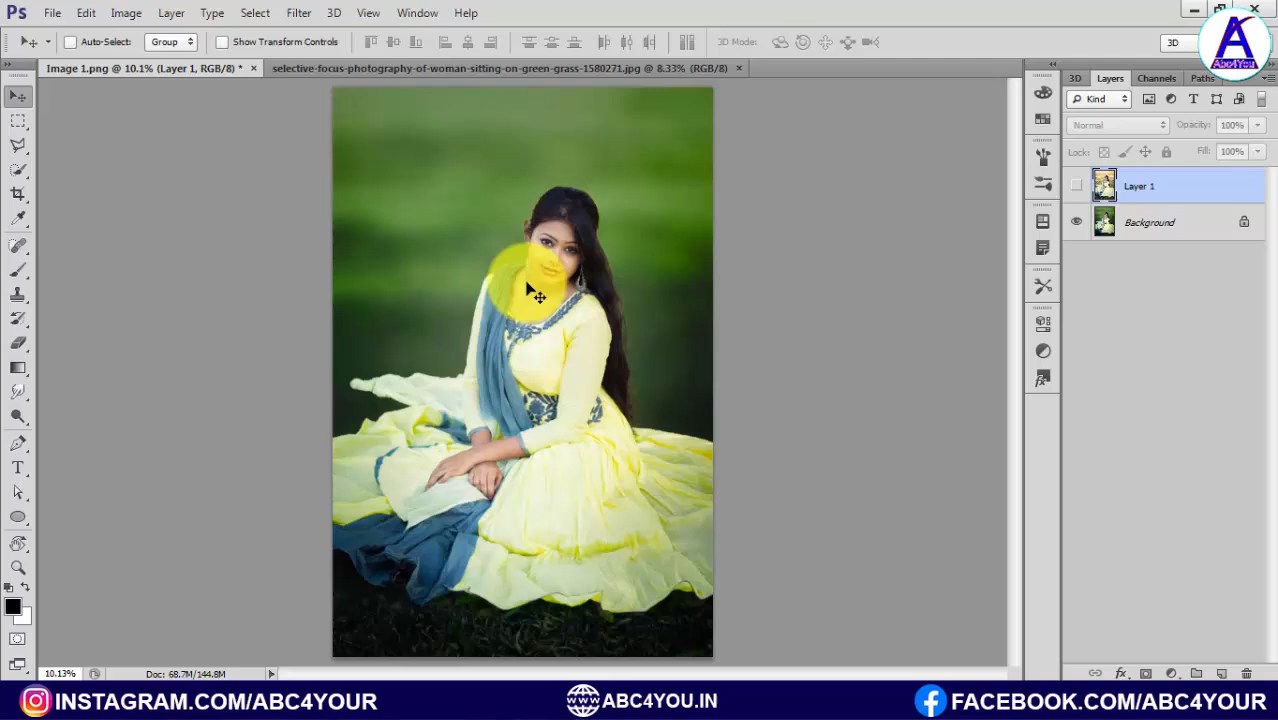 Ps File Edit Image Layer Type Select Filter 3D View Window Help
Auto-Select: Group Show Transform Controls 3D Mode: 3D
A
Abc4You
Image 1.png @ 10.1% (Layer 1, RGB/8) * × selective-focus-photography-of-woman-sitting-on-green-grass-1580271.jpg @ 8.33% (RGB/8) ×
3D Layers Channels Paths
Kind
Normal Opacity: 100%
Lock: Fill: 100%
Layer 1
Background
10.13% Doc: 68.7M/144.8M
INSTAGRAM.COM/ABC4YOUR ABC4YOU.IN FACEBOOK.COM/ABC4YOUR